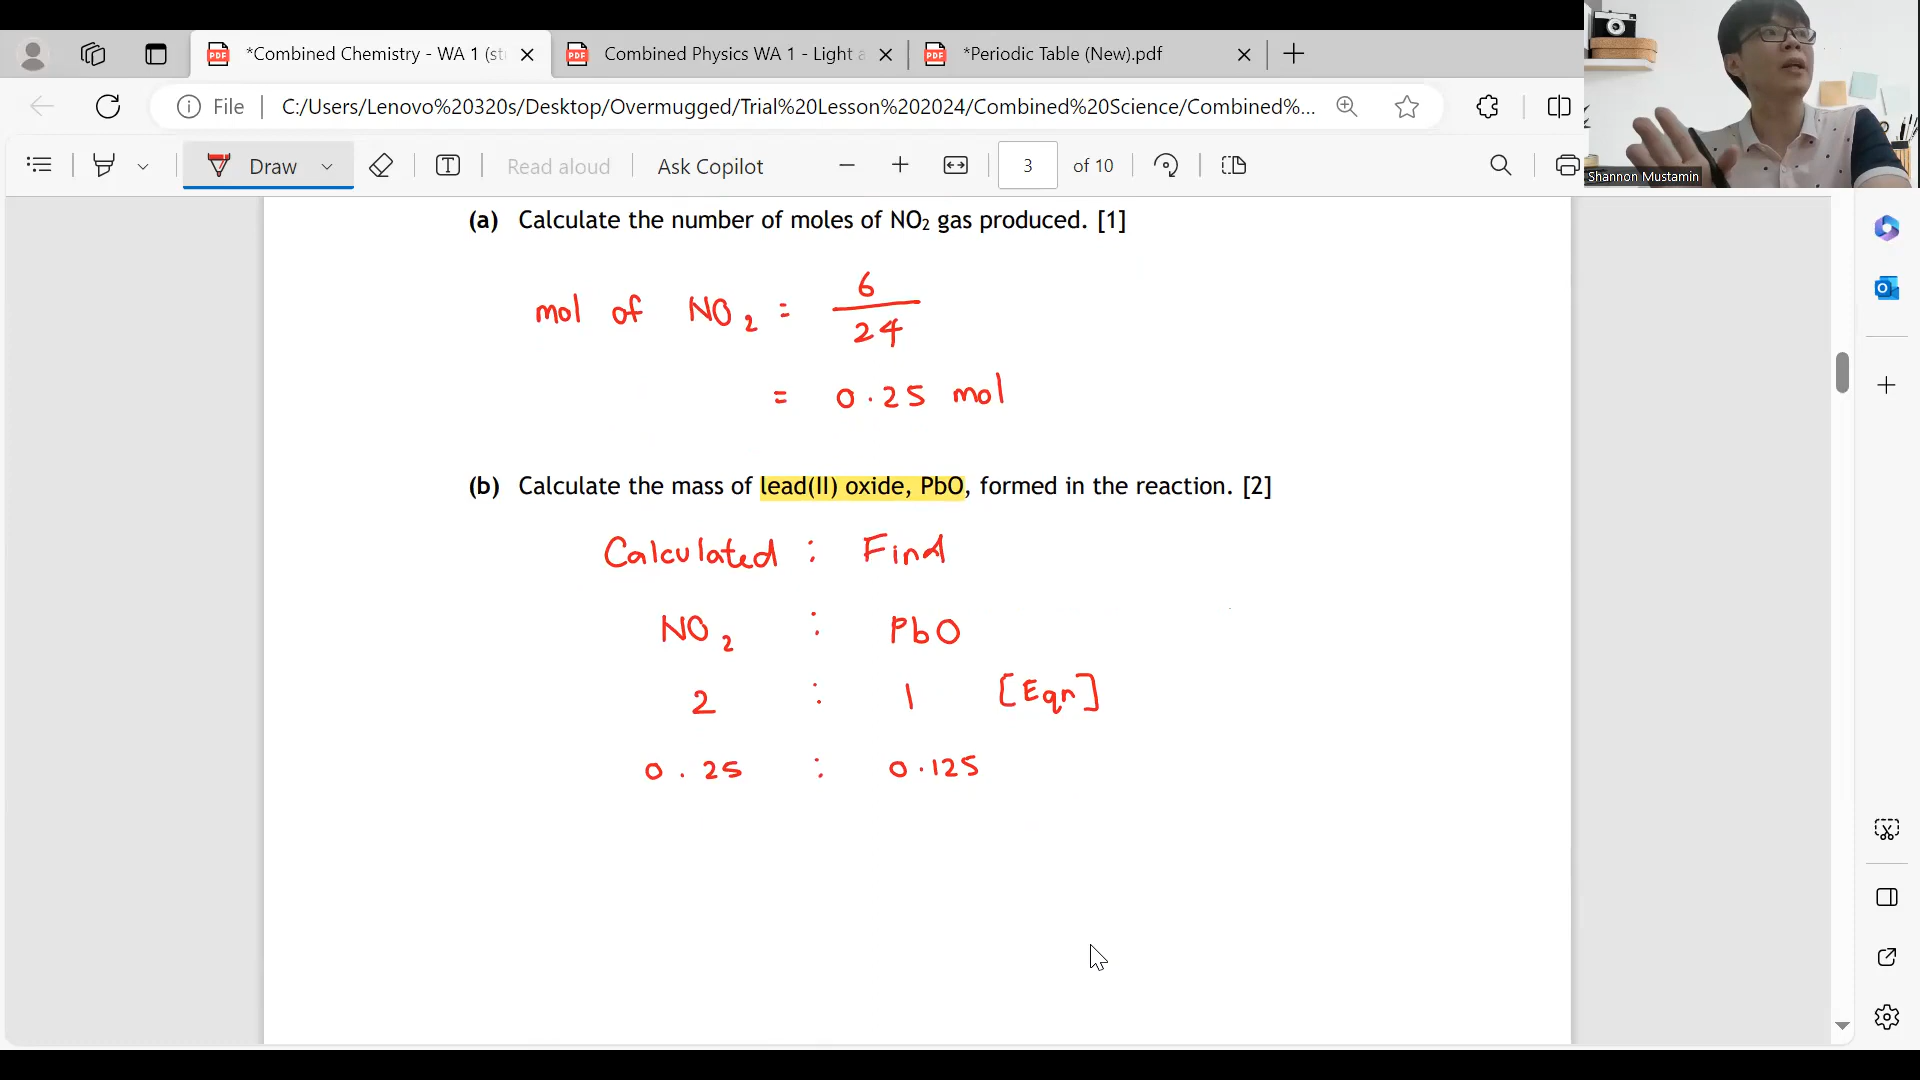 *Combined Chemistry - WA 1 (st
Combined Physics WA 1 - Light a
*Periodic Table (New).pdf
File
C:/Users/Lenovo%20320s/Desktop/Overmugged/Trial%20Lesson%202024/Combined%20Science/Combined%...
Draw
Read aloud
Ask Copilot
3 of 10
Shannon Mustamin
(a) Calculate the number of moles of NO₂ gas produced. [1]
mol of NO₂ = 6/24
= 0.25 mol
(b) Calculate the mass of lead(II) oxide, PbO, formed in the reaction. [2]
Calculated : Find
NO₂ : PbO
2 : 1 [Eqn]
0.25 : 0.125